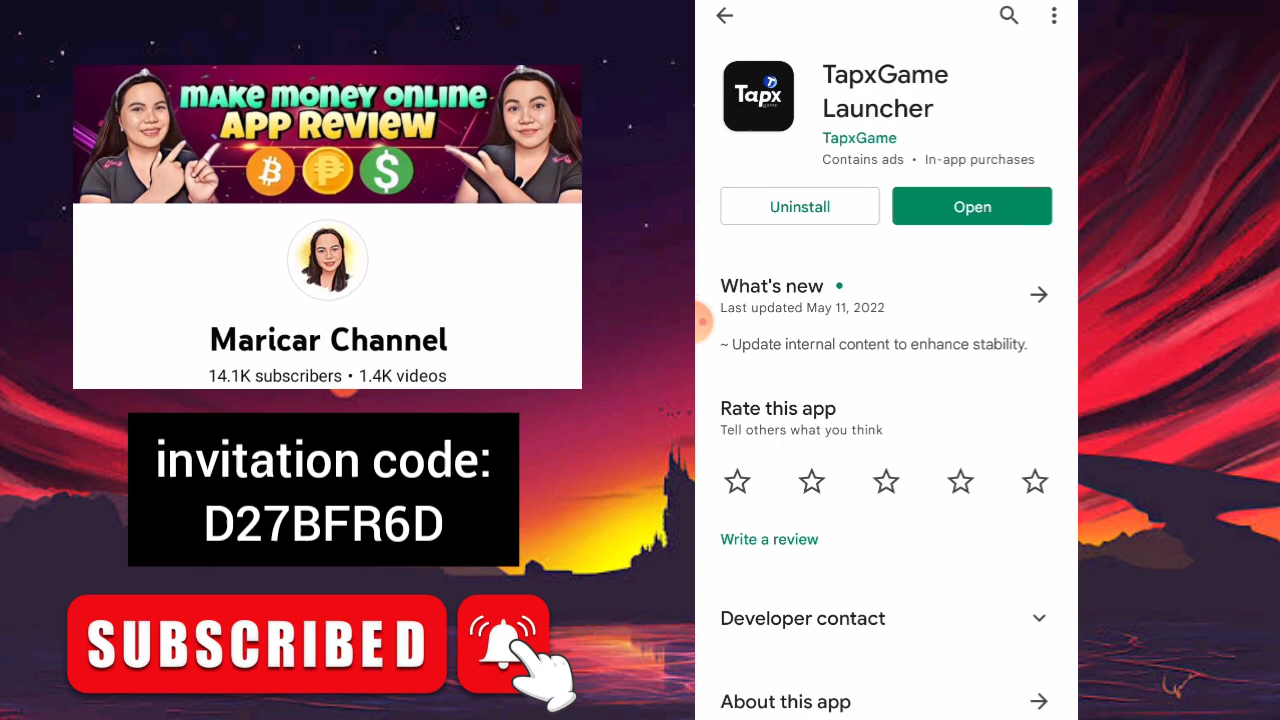 MAKE MONEY ONLINE
APP REVIEW
Maricar Channel
14.1K subscribers • 1.4K videos
invitation code:
D27BFR6D
SUBSCRIBED
Tapx
game
TapxGame
Launcher
TapxGame
Contains ads • In-app purchases
Uninstall
Open
What's new
Last updated May 11, 2022
~ Update internal content to enhance stability.
Rate this app
Tell others what you think
Write a review
Developer contact
About this app